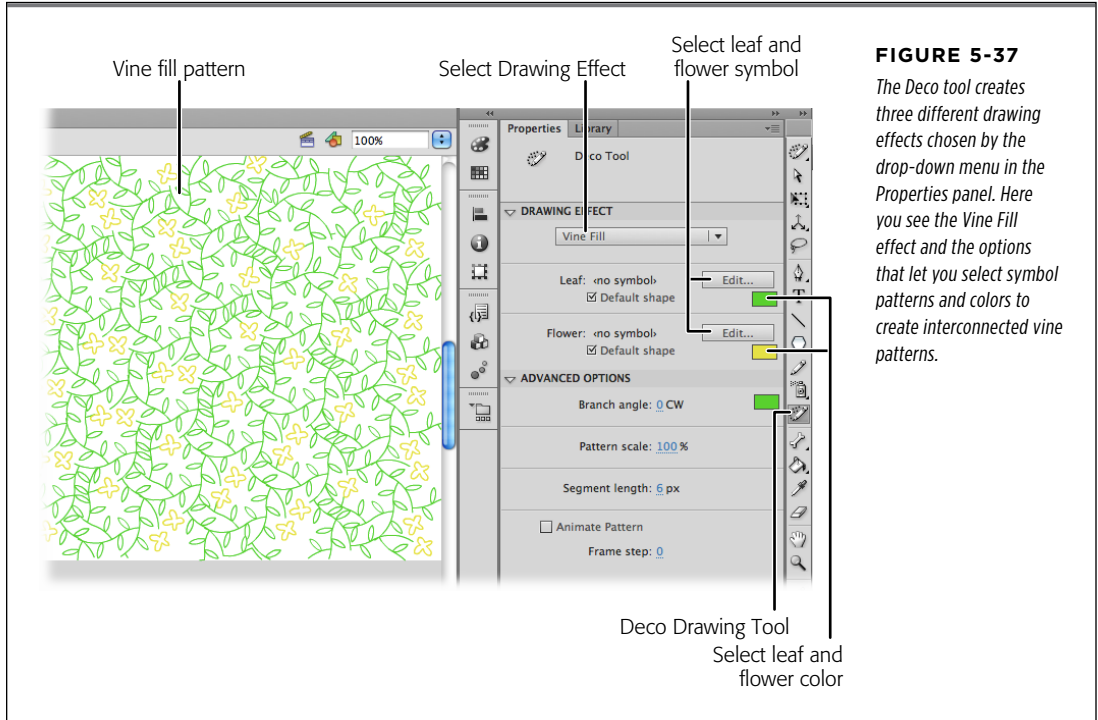 Vine fill pattern
Select Drawing Effect
Select leaf and
flower symbol
100%
Properties
Library
Deco Tool
DRAWING EFFECT
Vine Fill
Leaf: ‹no symbol›
Edit...
Default shape
Flower: ‹no symbol›
Edit...
Default shape
ADVANCED OPTIONS
Branch angle: 0 CW
Pattern scale: 100 %
Segment length: 6 px
Animate Pattern
Frame step: 0
Deco Drawing Tool
Select leaf and
flower color
FIGURE 5-37
The Deco tool creates
three different drawing
effects chosen by the
drop-down menu in the
Properties panel. Here
you see the Vine Fill
effect and the options
that let you select symbol
patterns and colors to
create interconnected vine
patterns.